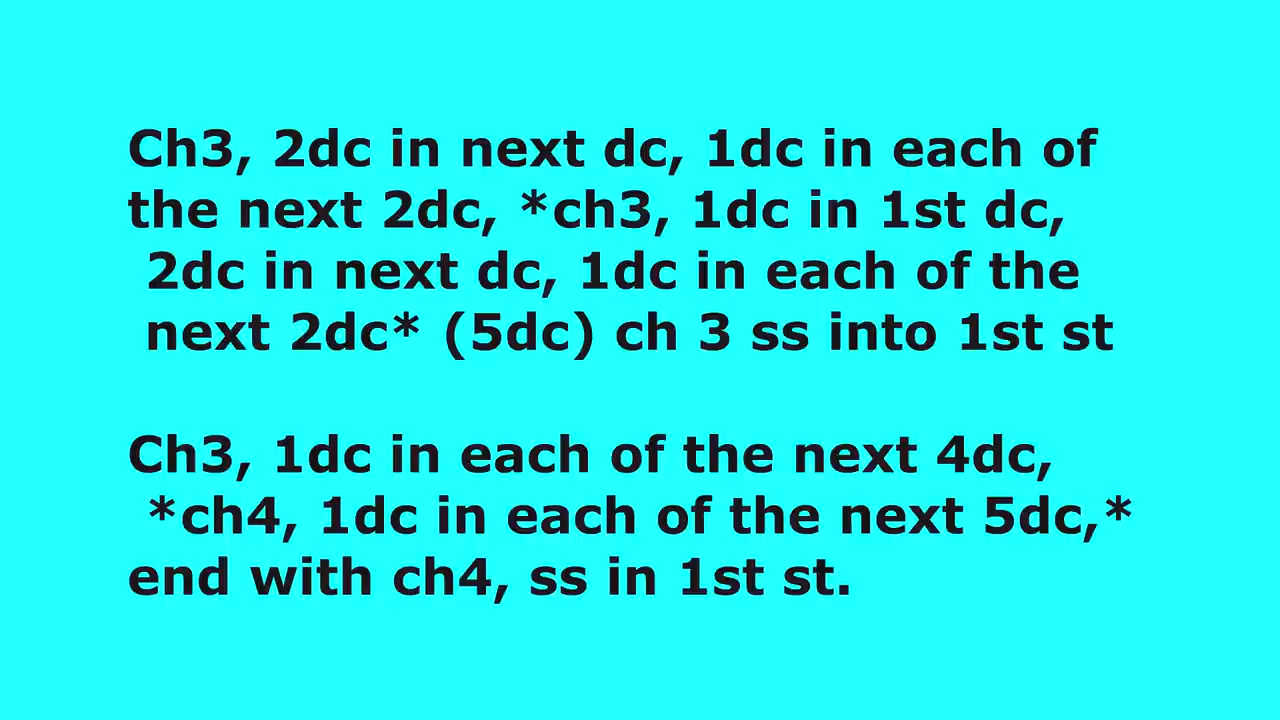 Ch3, 2dc in next dc, 1dc in each of
the next 2dc, *ch3, 1dc in 1st dc,
2dc in next dc, 1dc in each of the
next 2dc* (5dc) ch 3 ss into 1st st
Ch3, 1dc in each of the next 4dc,
*ch4, 1dc in each of the next 5dc,*
end with ch4, ss in 1st st.